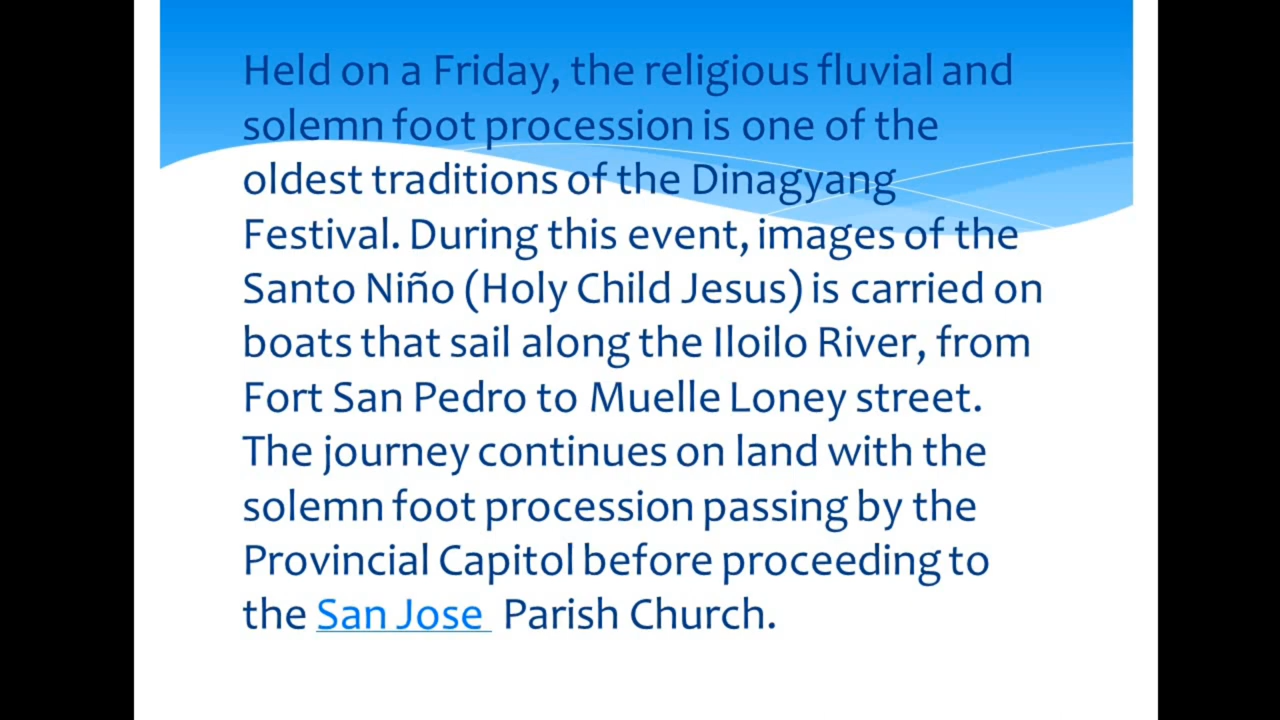 Held on a Friday, the religious fluvial and
solemn foot procession is one of the
oldest traditions of the Dinagyang
Festival. During this event, images of the
Santo Niño (Holy Child Jesus) is carried on
boats that sail along the Iloilo River, from
Fort San Pedro to Muelle Loney street.
The journey continues on land with the
solemn foot procession passing by the
Provincial Capitol before proceeding to
the San Jose Parish Church.